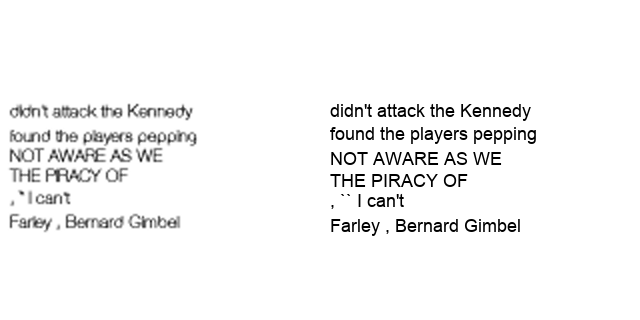 didn't attack the Kennedy
found the players pepping
NOT AWARE AS WE
THE PIRACY OF
, `` I can't
Farley , Bernard Gimbel
didn't attack the Kennedy
found the players pepping
NOT AWARE AS WE
THE PIRACY OF
, `` I can't
Farley , Bernard Gimbel